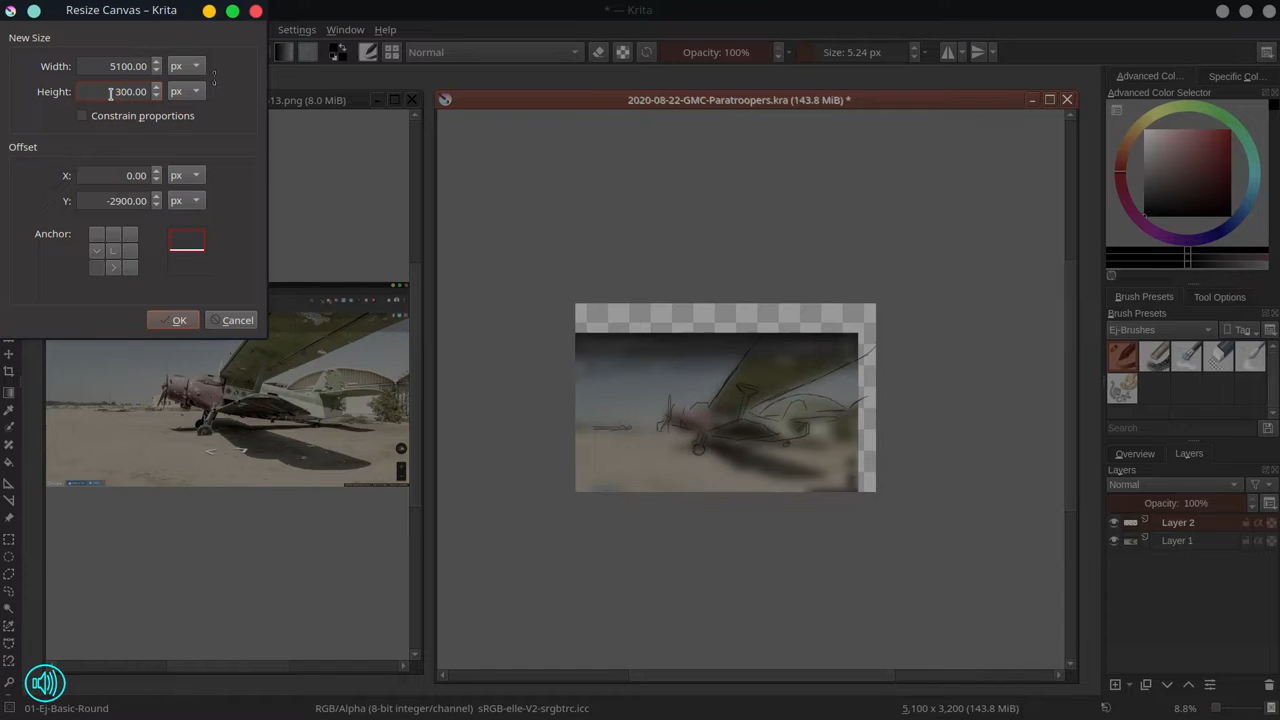 Resize Canvas – Krita
* — Krita
New Size
Settings
Window
Help
Width:
5100.00
px
Normal
Opacity: 100%
Size: 5.24 px
Height:
300.00
px
Constrain proportions
-13.png (8.0 MiB)
2020-08-22-GMC-Paratroopers.kra (143.8 MiB) *
Advanced Col...
Specific Col...
Advanced Color Selector
Offset
X:
0.00
px
Y:
-2900.00
px
Anchor:
OK
Cancel
Brush Presets
Tool Options
Brush Presets
Ej-Brushes
Tag
Search
Overview
Layers
Layers
Normal
Opacity: 100%
Layer 2
Layer 1
01-Ej-Basic-Round
RGB/Alpha (8-bit integer/channel) sRGB-elle-V2-srgbtrc.icc
5,100 x 3,200 (143.8 MiB)
8.8%